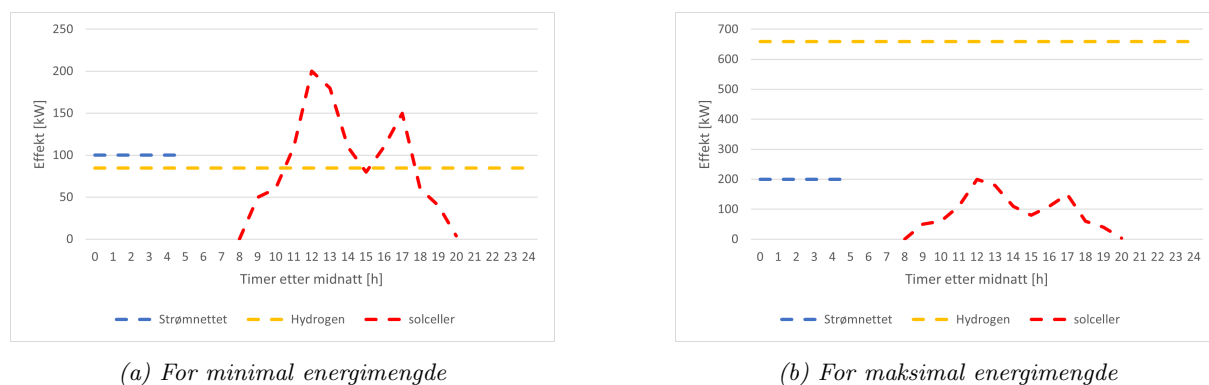 250
200
150
100
50
0
Effekt [kW]
0 1 2 3 4 5 6 7 8 9 10 11 12 13 14 15 16 17 18 19 20 21 22 23 24
Timer etter midnatt [h]
Strømnettet Hydrogen solceller
(a) For minimal energimengde
700
600
500
400
300
200
100
0
Effekt [kW]
0 1 2 3 4 5 6 7 8 9 10 11 12 13 14 15 16 17 18 19 20 21 22 23 24
Timer etter midnatt [h]
Strømnettet Hydrogen solceller
(b) For maksimal energimengde